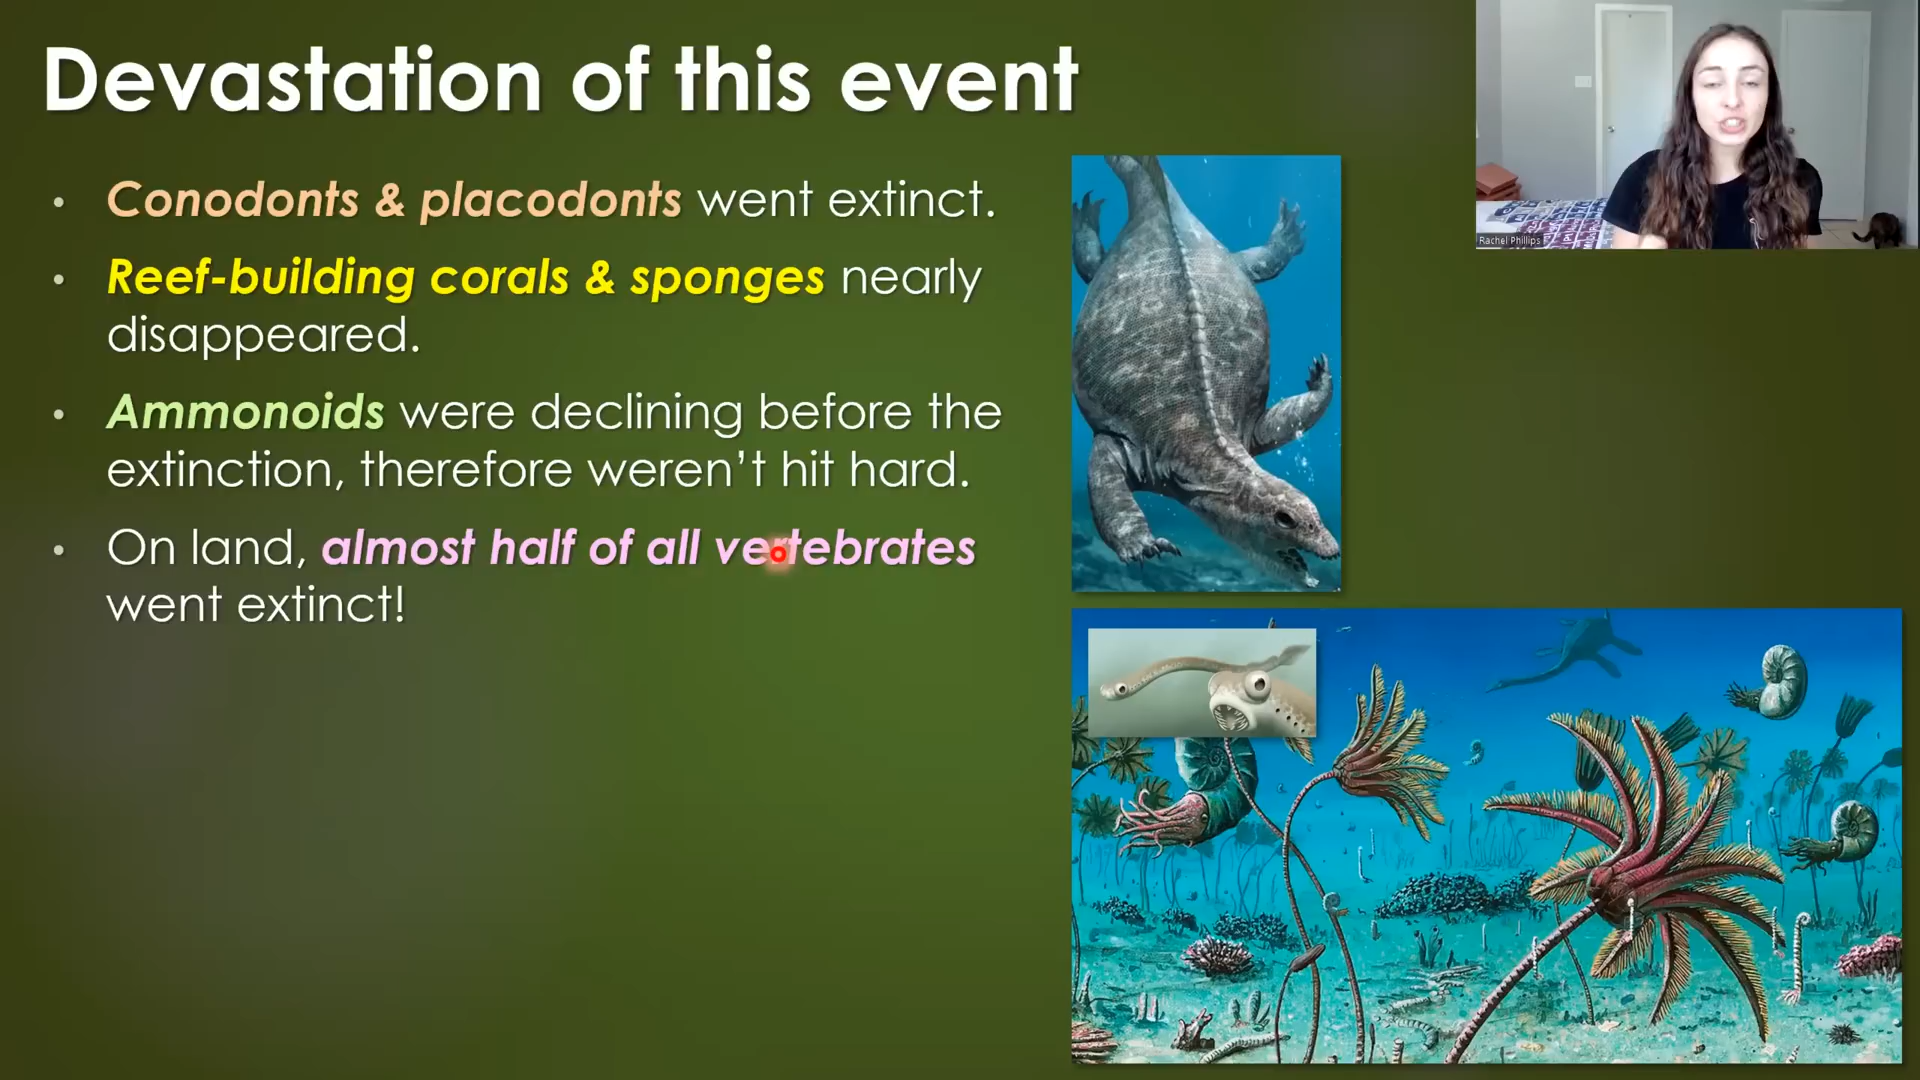 Devastation of this event
• Conodonts & placodonts went extinct.
• Reef-building corals & sponges nearly
disappeared.
• Ammonoids were declining before the
extinction, therefore weren't hit hard.
• On land, almost half of all vertebrates
went extinct!
Rachel Phillips